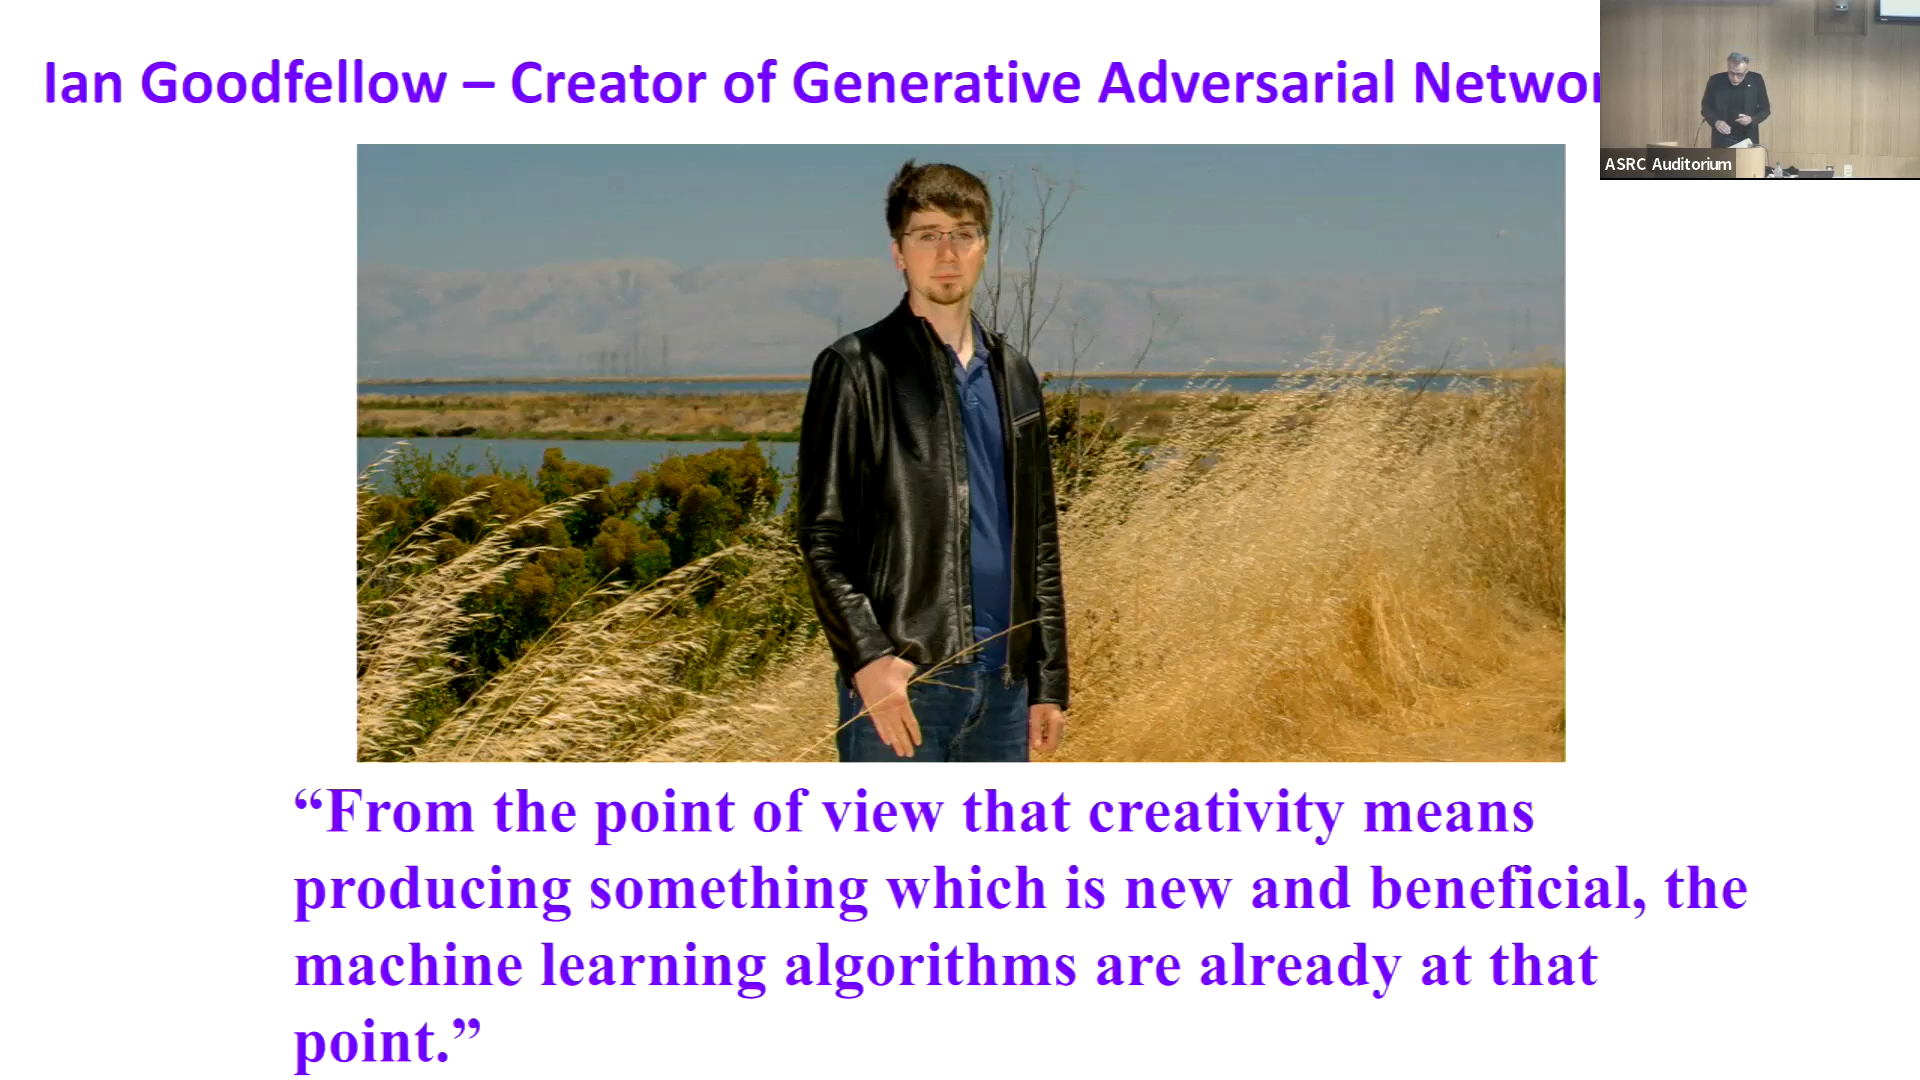 Ian Goodfellow – Creator of Generative Adversarial
ASRC Auditorium
“From the point of view that creativity means
producing something which is new and beneficial, the
machine learning algorithms are already at that
point.”